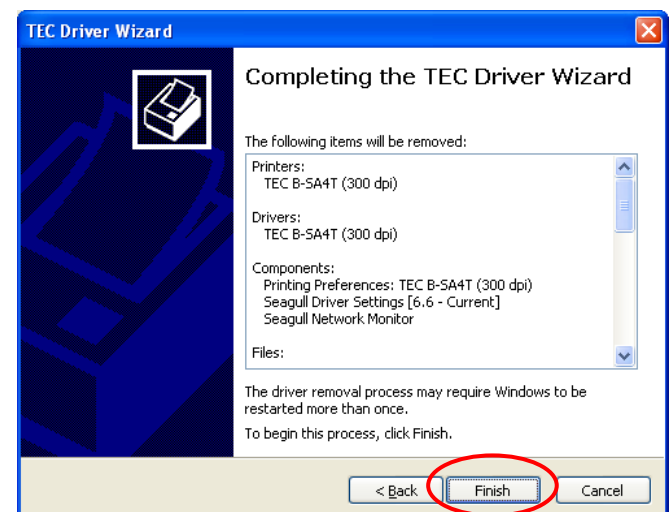 TEC Driver Wizard
Completing the TEC Driver Wizard
The following items will be removed:
Printers:
TEC B-SA4T (300 dpi)
Drivers:
TEC B-SA4T (300 dpi)
Components:
Printing Preferences: TEC B-SA4T (300 dpi)
Seagull Driver Settings [6.6 - Current]
Seagull Network Monitor
Files:
The driver removal process may require Windows to be
restarted more than once.
To begin this process, click Finish.
< Back Finish Cancel